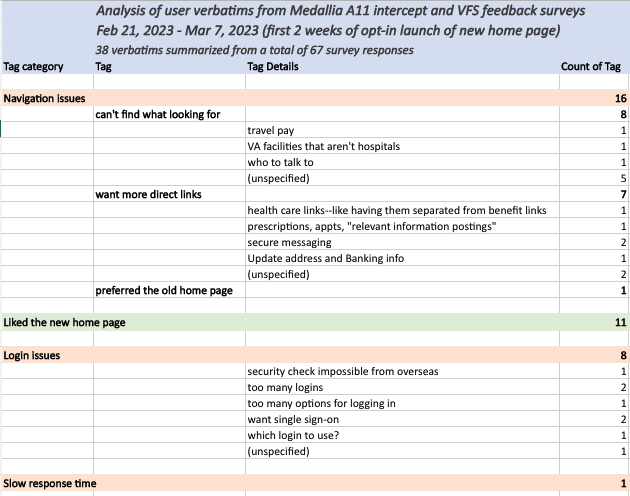 Analysis of user verbatims from Medallia A11 intercept and VFS feedback surveys
Feb 21, 2023 - Mar 7, 2023 (first 2 weeks of opt-in launch of new home page)
38 verbatims summarized from a total of 67 survey responses
Tag category Tag Tag Details Count of Tag
Navigation issues 16
can't find what looking for 8
travel pay 1
VA facilities that aren't hospitals 1
who to talk to 1
(unspecified) 5
want more direct links 7
health care links--like having them separated from benefit links 1
prescriptions, appts, "relevant information postings" 1
secure messaging 2
Update address and Banking info 1
(unspecified) 2
preferred the old home page 1
Liked the new home page 11
Login issues 8
security check impossible from overseas 1
too many logins 2
too many options for logging in 1
want single sign-on 2
which login to use? 1
(unspecified) 1
Slow response time 1